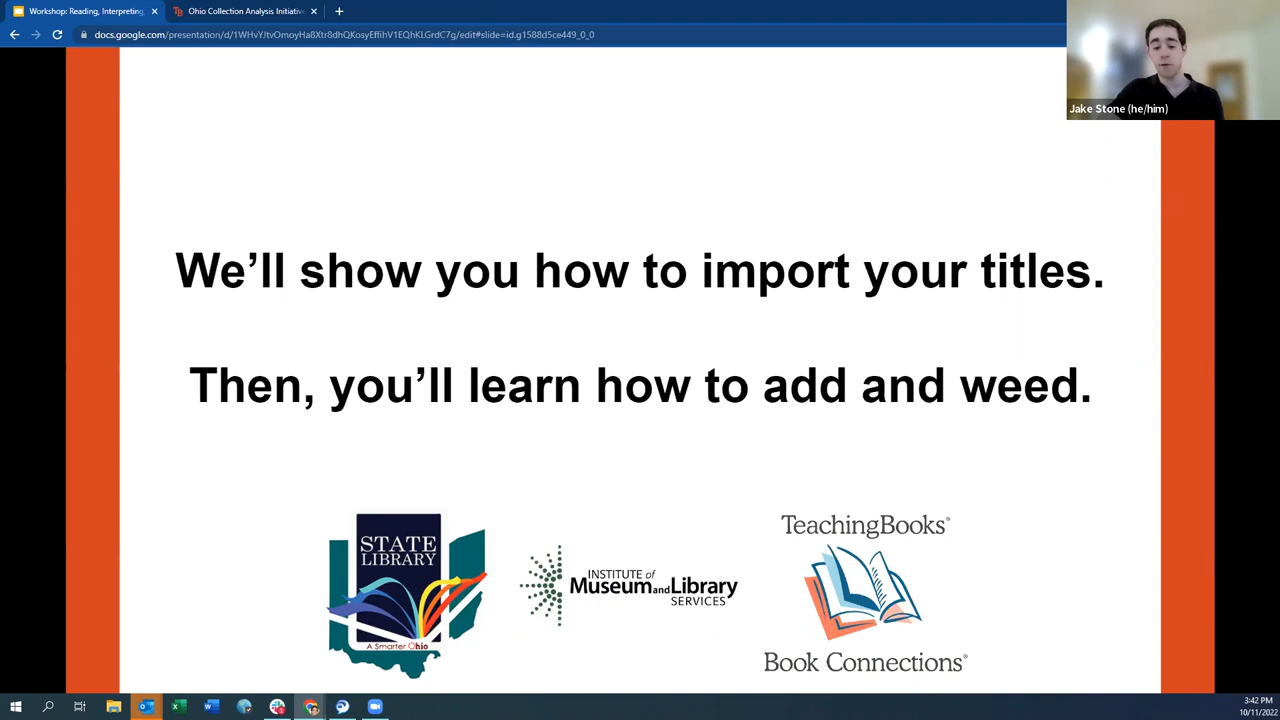 Workshop: Reading, Interpreting,
Ohio Collection Analysis Initiative
docs.google.com/presentation/d/1WHvYJtvOmoyHa8Xtr8dhQKosyEffihV1EQhKLGrdC7g/edit#slide=id.g1588d5ce449_0_0
Jake Stone (he/him)
We’ll show you how to import your titles.
Then, you’ll learn how to add and weed.
STATE
LIBRARY
A Smarter Ohio
INSTITUTE of
Museum and Library
SERVICES
TeachingBooks®
Book Connections®
3:42 PM
10/11/2022